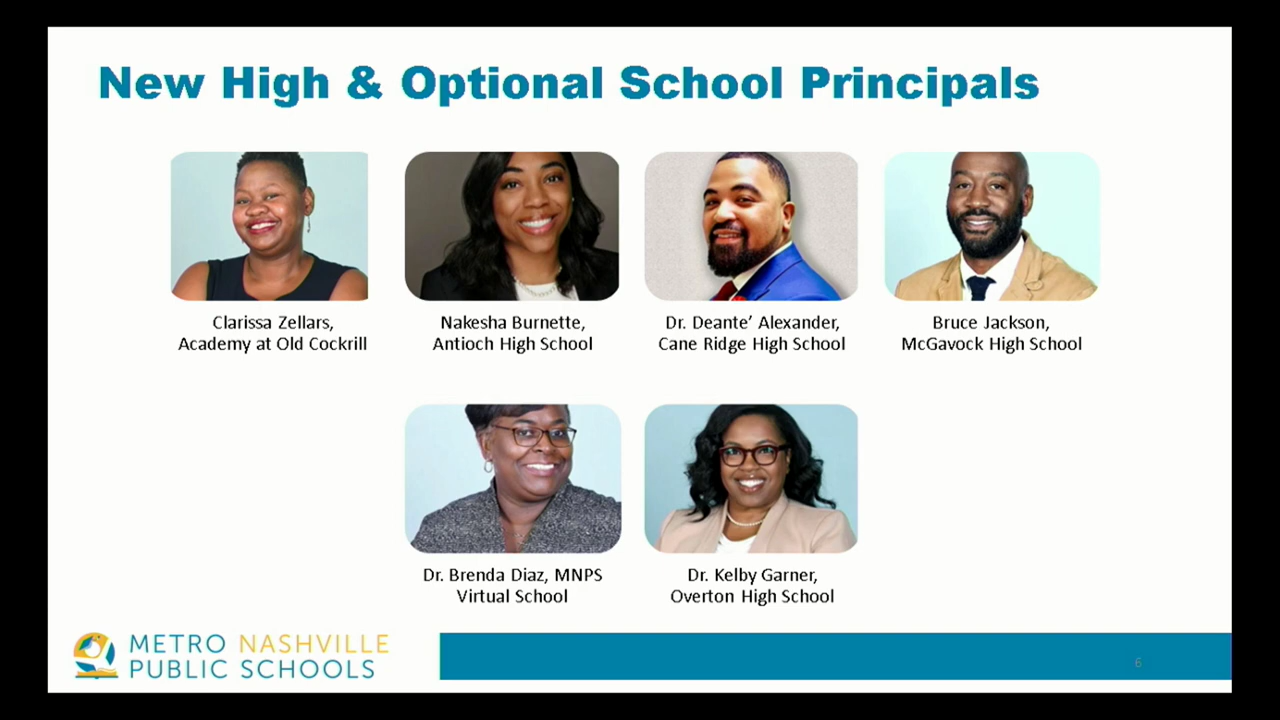 New High & Optional School Principals
Clarissa Zellars,
Academy at Old Cockrill
Nakesha Burnette,
Antioch High School
Dr. Deante’ Alexander,
Cane Ridge High School
Bruce Jackson,
McGavock High School
Dr. Brenda Diaz, MNPS
Virtual School
Dr. Kelby Garner,
Overton High School
METRO NASHVILLE
PUBLIC SCHOOLS
6